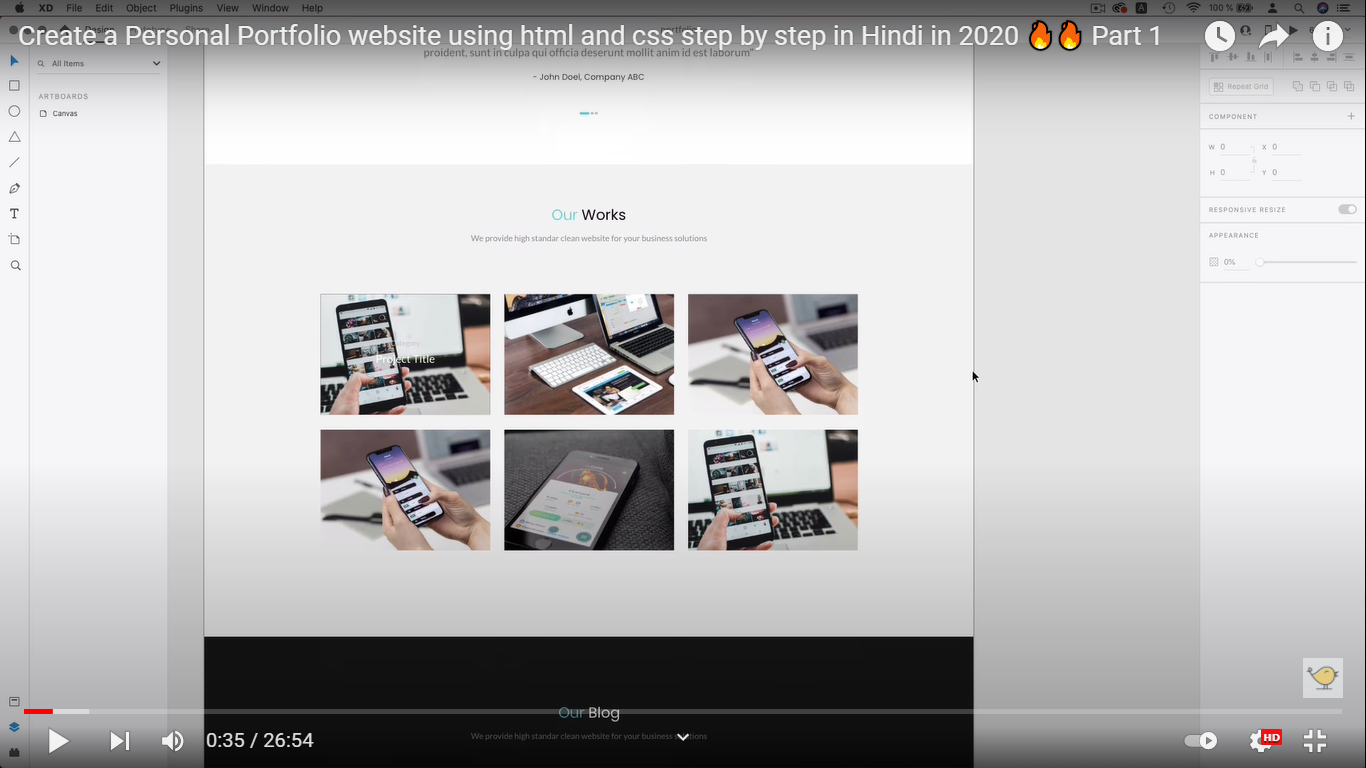 XD File Edit Object Plugins View Window Help 100 %
Create a Personal Portfolio website using html and css step by step in Hindi in 2020 🔥🔥 Part 1
All Items
ARTBOARDS
Canvas
proident, sunt in culpa qui officia deserunt mollit anim id est laborum"
- John Doel, Company ABC
Our Works
We provide high standar clean website for your business solutions
Project Title
Our Blog
We provide high standar clean website for your business solutions
Repeat Grid
COMPONENT
W 0 X 0
H 0 Y 0
RESPONSIVE RESIZE
APPEARANCE
0%
0:35 / 26:54
HD